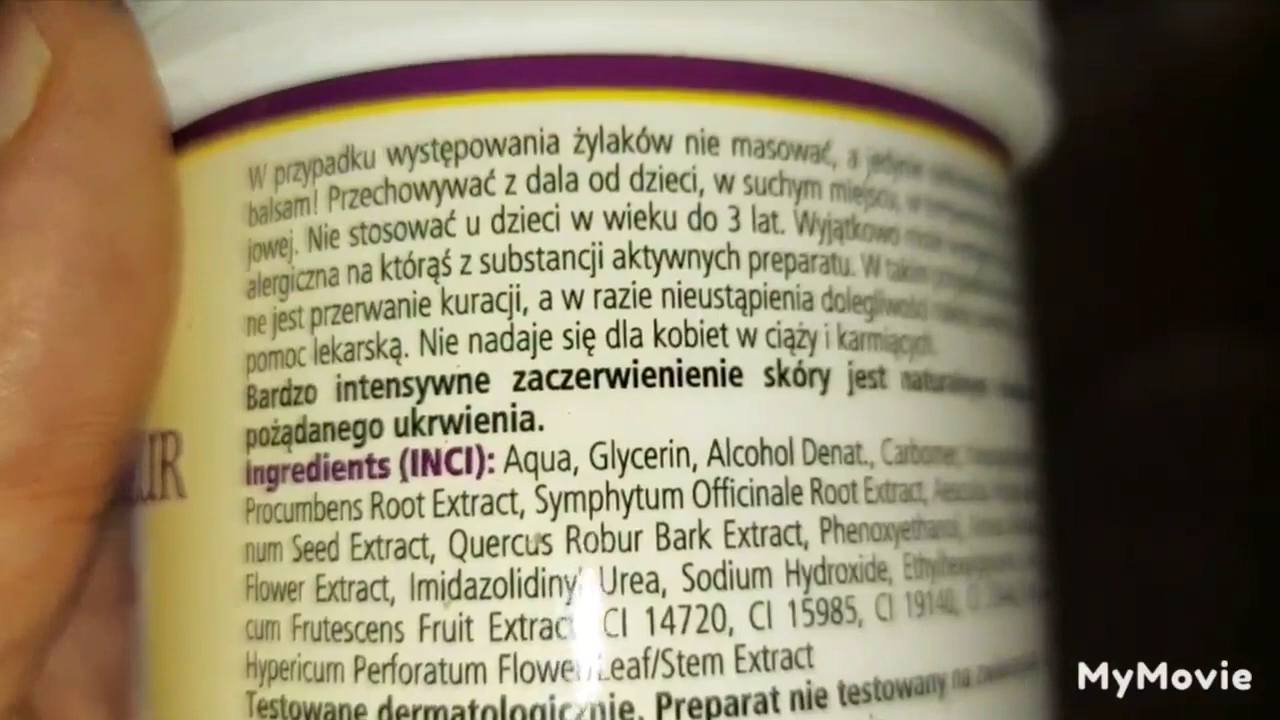 W przypadku występowania żylaków nie masować, a jedynie
balsam! Przechowywać z dala od dzieci, w suchym miejscu, w
jowej. Nie stosować u dzieci w wieku do 3 lat. Wyjątkowo może
alergiczna na którąś z substancji aktywnych preparatu. W takim
ne jest przerwanie kuracji, a w razie nieustąpienia dolegliwości
pomoc lekarską. Nie nadaje się dla kobiet w ciąży i karmiących.
Bardzo intensywne zaczerwienienie skóry jest
pożądanego ukrwienia.
Ingredients (INCI): Aqua, Glycerin, Alcohol Denat., Carbomer,
Procumbens Root Extract, Symphytum Officinale Root Extract,
num Seed Extract, Quercus Robur Bark Extract, Phenoxyethanol,
Flower Extract, Imidazolidinyl Urea, Sodium Hydroxide,
cum Frutescens Fruit Extract CI 14720, CI 15985, CI 19140,
Hypericum Perforatum Flower/Leaf/Stem Extract
Testowane dermatologicznie. Preparat nie testowany na
MyMovie